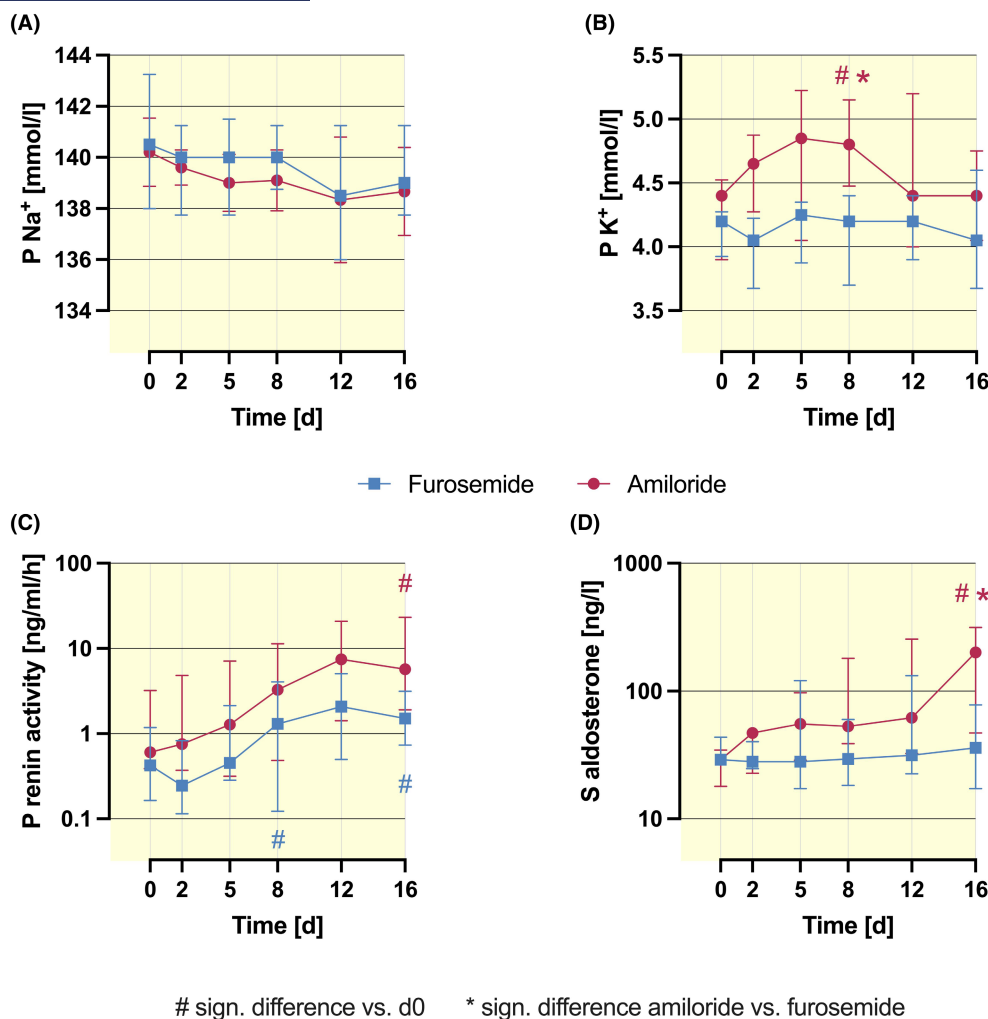 (A)
P Na⁺ [mmol/l]
144
142
140
138
136
134
0 2 5 8 12 16
Time [d]
(B)
P K⁺ [mmol/l]
5.5
5.0
4.5
4.0
3.5
# *
0 2 5 8 12 16
Time [d]
Furosemide Amiloride
(C)
P renin activity [ng/ml/h]
100
10
1
0.1
#
#
#
0 2 5 8 12 16
Time [d]
(D)
S aldosterone [ng/l]
1000
100
10
# *
0 2 5 8 12 16
Time [d]
# sign. difference vs. d0 * sign. difference amiloride vs. furosemide